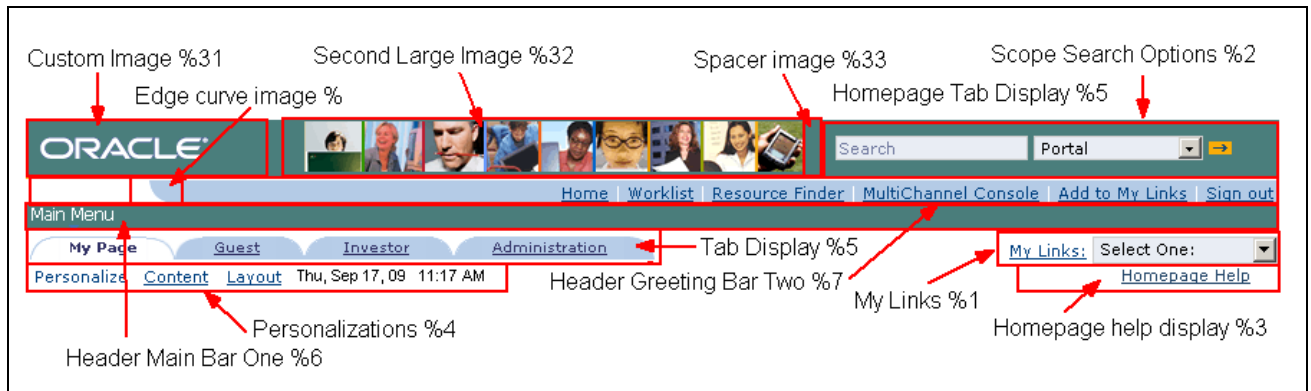 Custom Image %31
Second Large Image %32
Spacer image %33
Scope Search Options %2
Edge curve image %
Homepage Tab Display %5
ORACLE
Search
Portal
Home | Worklist | Resource Finder | MultiChannel Console | Add to My Links | Sign out
Main Menu
My Page Guest Investor Administration
Tab Display %5
My Links: Select One:
Personalize Content Layout Thu, Sep 17, 09 11:17 AM
Header Greeting Bar Two %7
Homepage Help
My Links %1
Personalizations %4
Homepage help display %3
Header Main Bar One %6